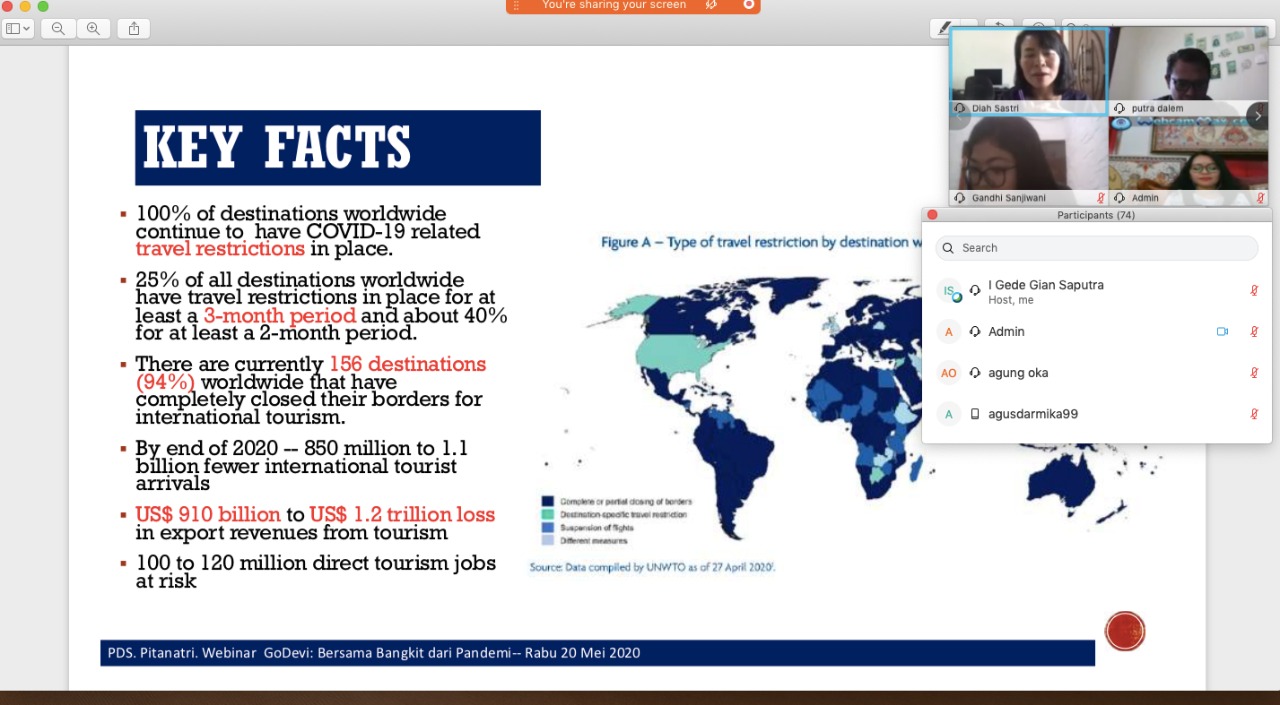 You're sharing your screen
KEY FACTS
100% of destinations worldwide
continue to have COVID-19 related
travel restrictions in place.
25% of all destinations worldwide
have travel restrictions in place for at
least a 3-month period and about 40%
for at least a 2-month period.
There are currently 156 destinations
(94%) worldwide that have
completely closed their borders for
international tourism.
By end of 2020 -- 850 million to 1.1
billion fewer international tourist
arrivals
US$ 910 billion to US$ 1.2 trillion loss
in export revenues from tourism
100 to 120 million direct tourism jobs
at risk
Figure A – Type of travel restriction by destination
Complete or partial closing of borders
Destination-specific travel restriction
Suspension of flights
Different measures
Source: Data compiled by UNWTO as of 27 April 2020
PDS. Pitanatri. Webinar GoDevi: Bersama Bangkit dari Pandemi-- Rabu 20 Mei 2020
Diah Sastri
putra dalem
Gandhi Sanjiwani
Admin
Participants (74)
Search
IS
I Gede Gian Saputra
Host, me
A
Admin
AO
agung oka
A
agusdarmika99